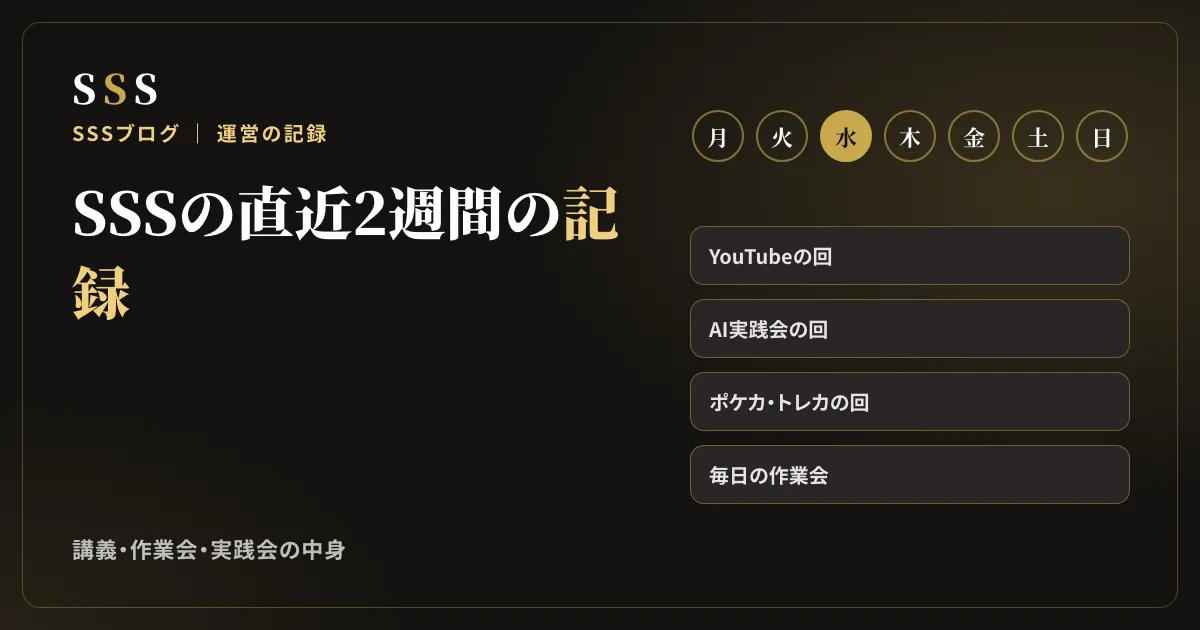 SSS
SSSブログ｜運営の記録
SSSの直近2週間の記
録
講義・作業会・実践会の中身
月 火 水 木 金 土 日
YouTubeの回
AI実践会の回
ポケカ・トレカの回
毎日の作業会